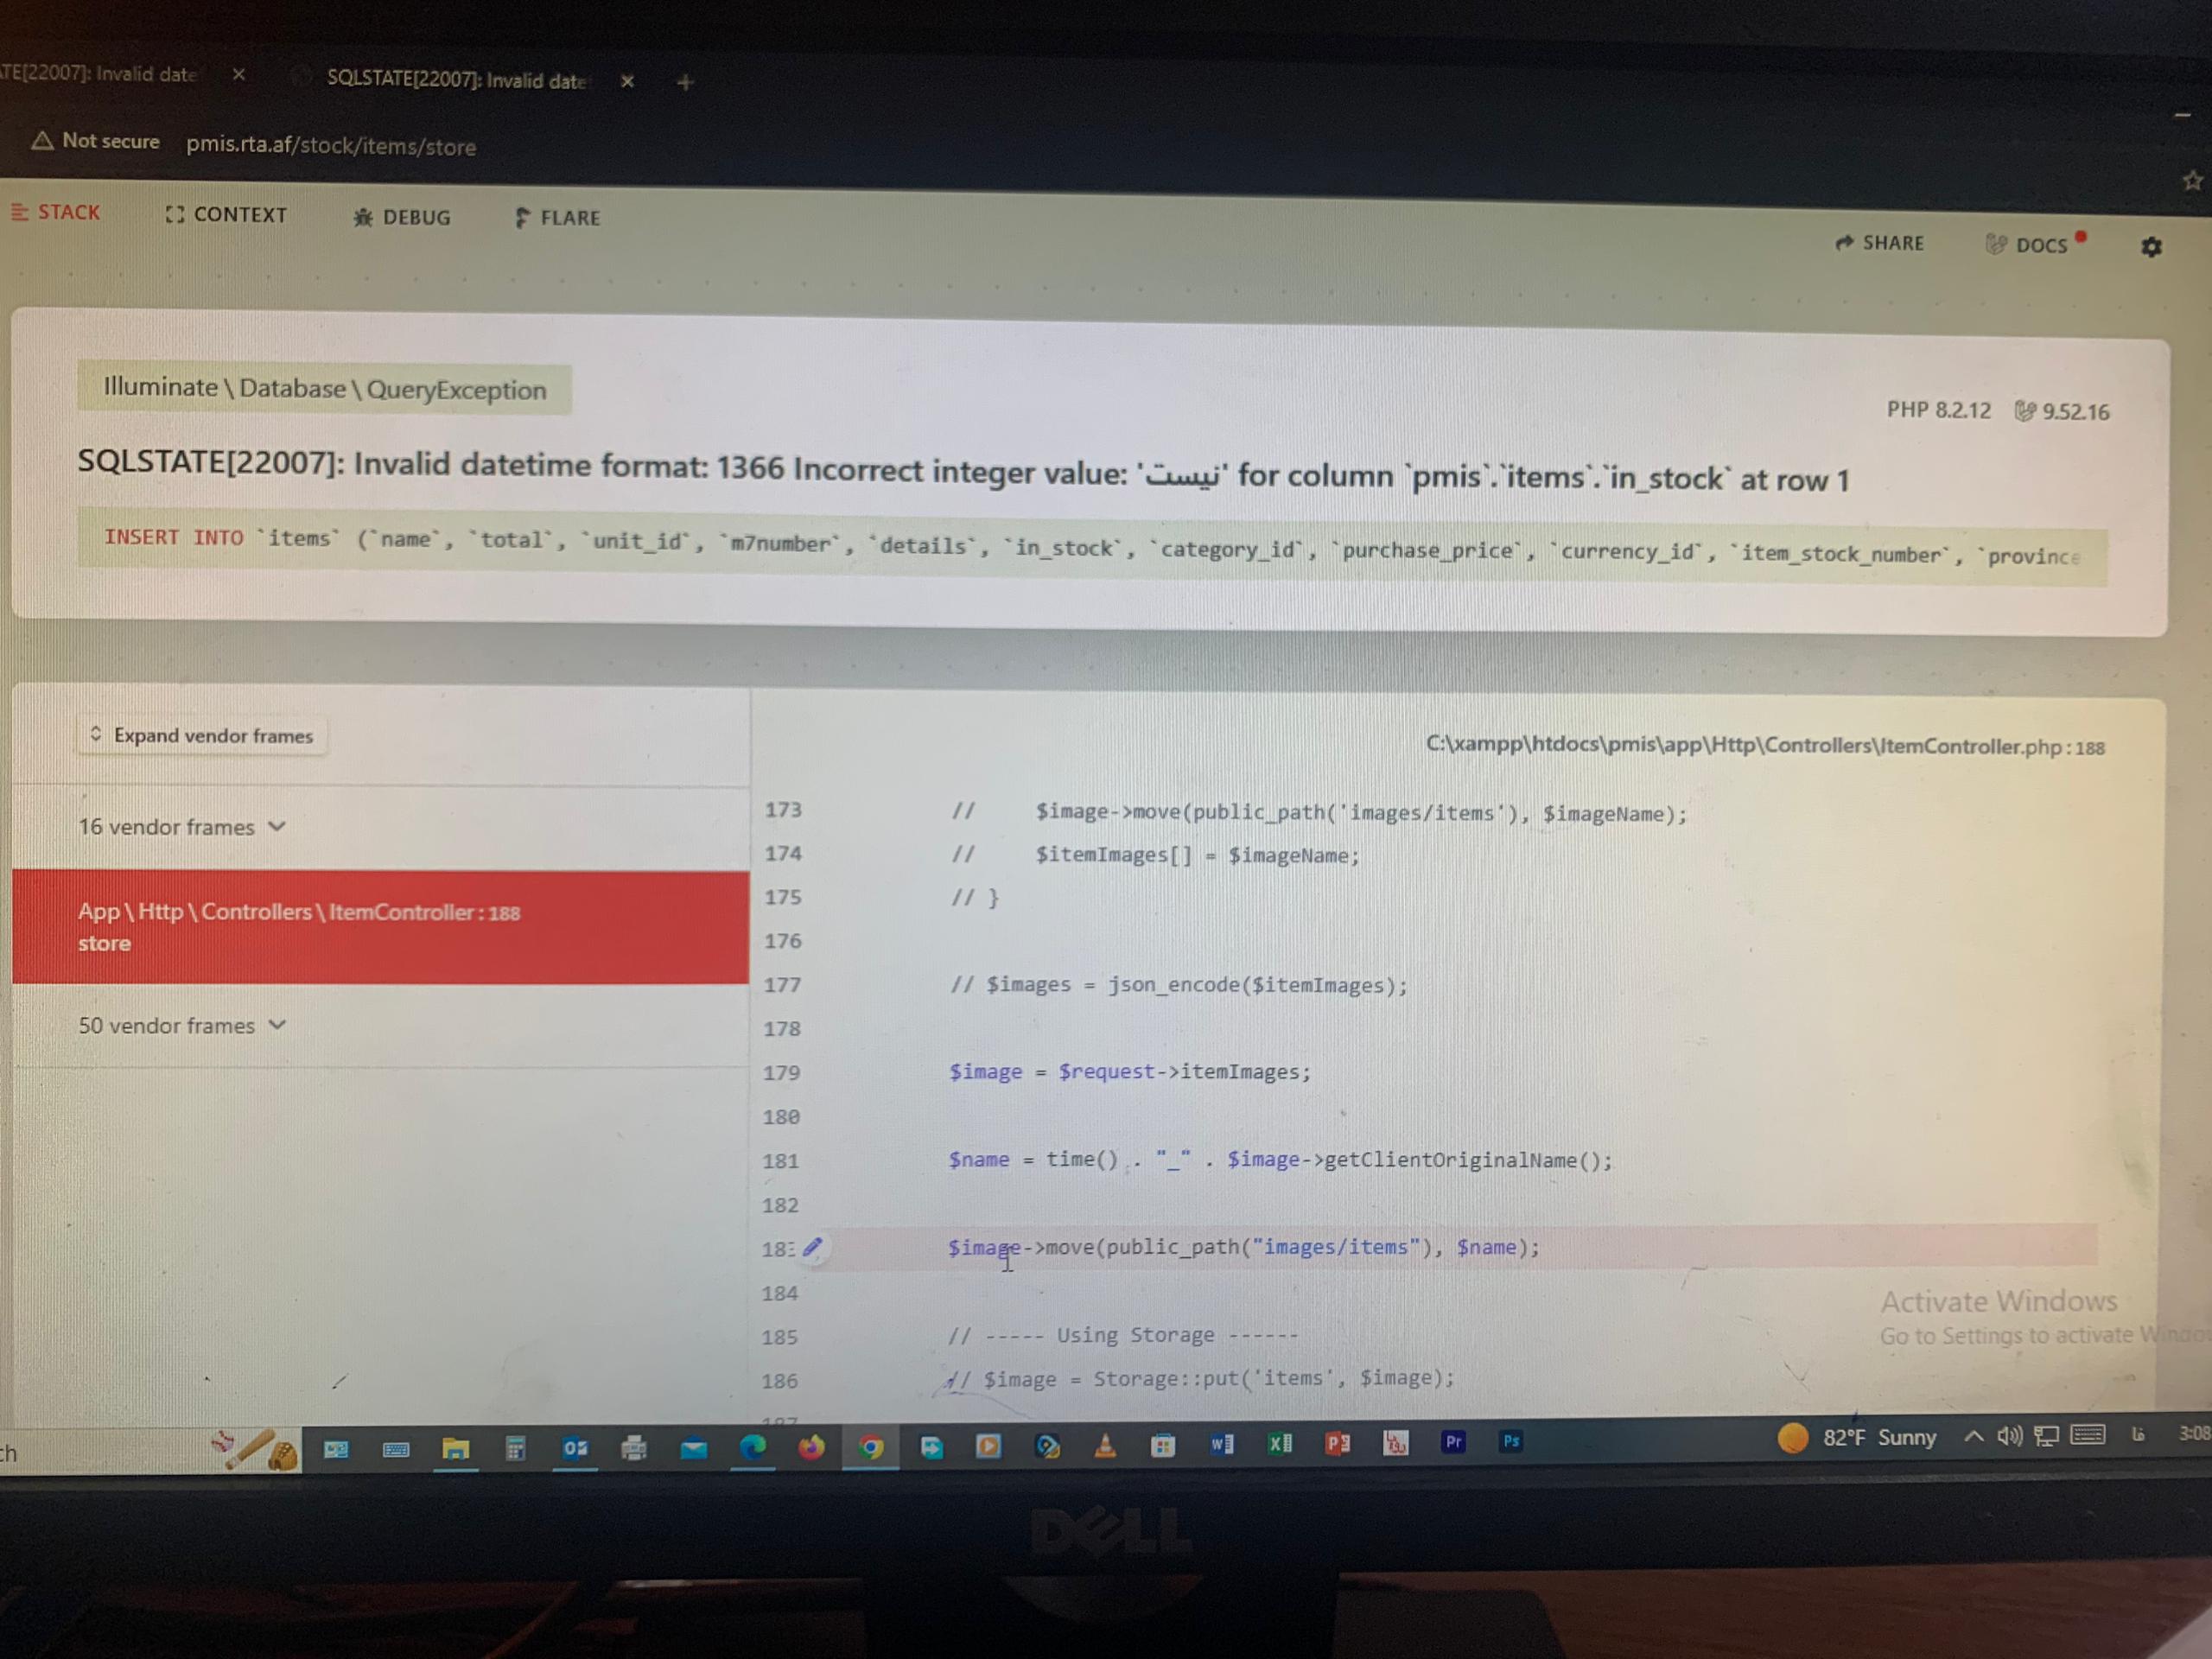 TE[22007]: Invalid date
SQLSTATE[22007]: Invalid date
Not secure pmis.rta.af/stock/items/store
STACK CONTEXT DEBUG FLARE
SHARE DOCS
Illuminate \ Database \ QueryException
PHP 8.2.12 9.52.16
SQLSTATE[22007]: Invalid datetime format: 1366 Incorrect integer value: 'نیست' for column `pmis`.`items`.`in_stock` at row 1
INSERT INTO `items` (`name`, `total`, `unit_id`, `m7number`, `details`, `in_stock`, `category_id`, `purchase_price`, `currency_id`, `item_stock_number`, `province
Expand vendor frames
16 vendor frames
App \ Http \ Controllers \ ItemController : 188
store
50 vendor frames
C:\xampp\htdocs\pmis\app\Http\Controllers\ItemController.php : 188
173 // $image->move(public_path('images/items'), $imageName);
174 // $itemImages[] = $imageName;
175 // }
176
177 // $images = json_encode($itemImages);
178
179 $image = $request->itemImages;
180
181 $name = time() . "_" . $image->getClientOriginalName();
182
183 $image->move(public_path("images/items"), $name);
184
185 // ----- Using Storage ------
186 // $image = Storage::put('items', $image);
187
Activate Windows
Go to Settings to activate Windo
ch
82°F Sunny
فا
3:08
DELL